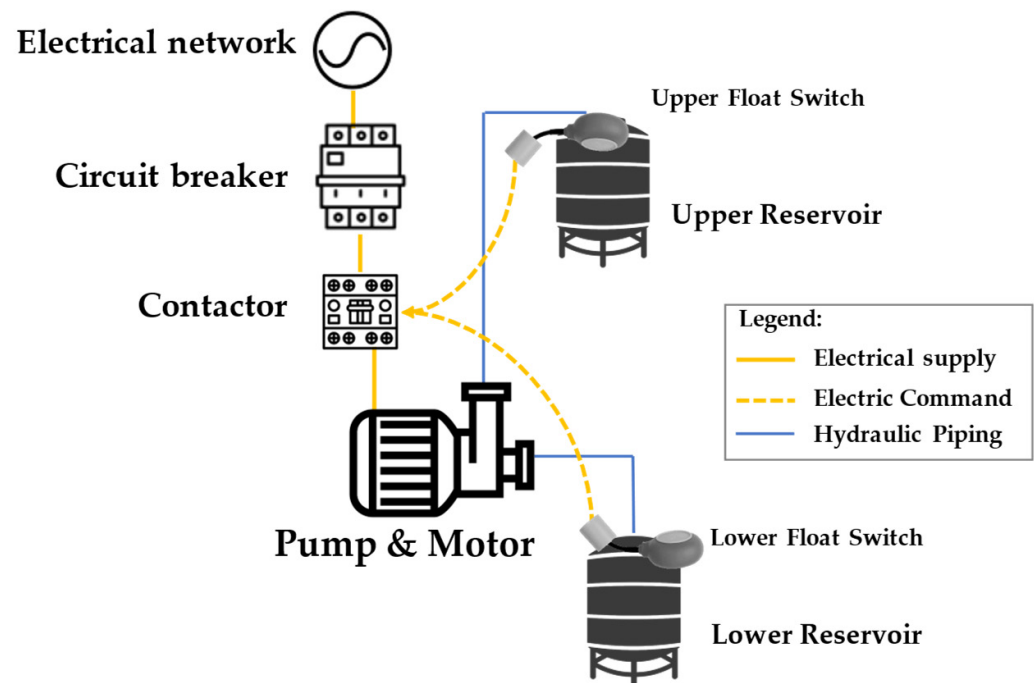 Electrical network
Upper Float Switch
Circuit breaker
Upper Reservoir
Contactor
Legend:
Electrical supply
Electric Command
Hydraulic Piping
Pump & Motor
Lower Float Switch
Lower Reservoir